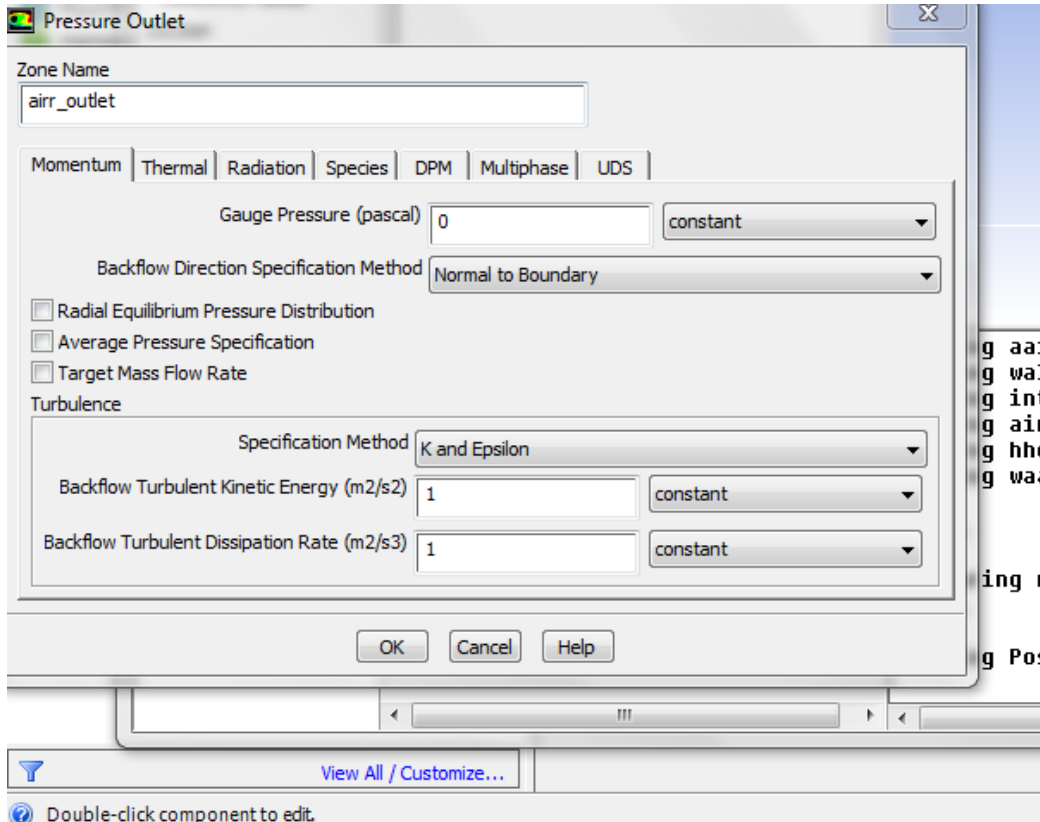 Pressure Outlet
Zone Name
airr_outlet
Momentum Thermal Radiation Species DPM Multiphase UDS
Gauge Pressure (pascal) 0 constant
Backflow Direction Specification Method Normal to Boundary
Radial Equilibrium Pressure Distribution
Average Pressure Specification
Target Mass Flow Rate
Turbulence
Specification Method K and Epsilon
Backflow Turbulent Kinetic Energy (m2/s2) 1 constant
Backflow Turbulent Dissipation Rate (m2/s3) 1 constant
OK Cancel Help
g
g
g
g
g
g
ing
g
View All / Customize...
Double-click component to edit.